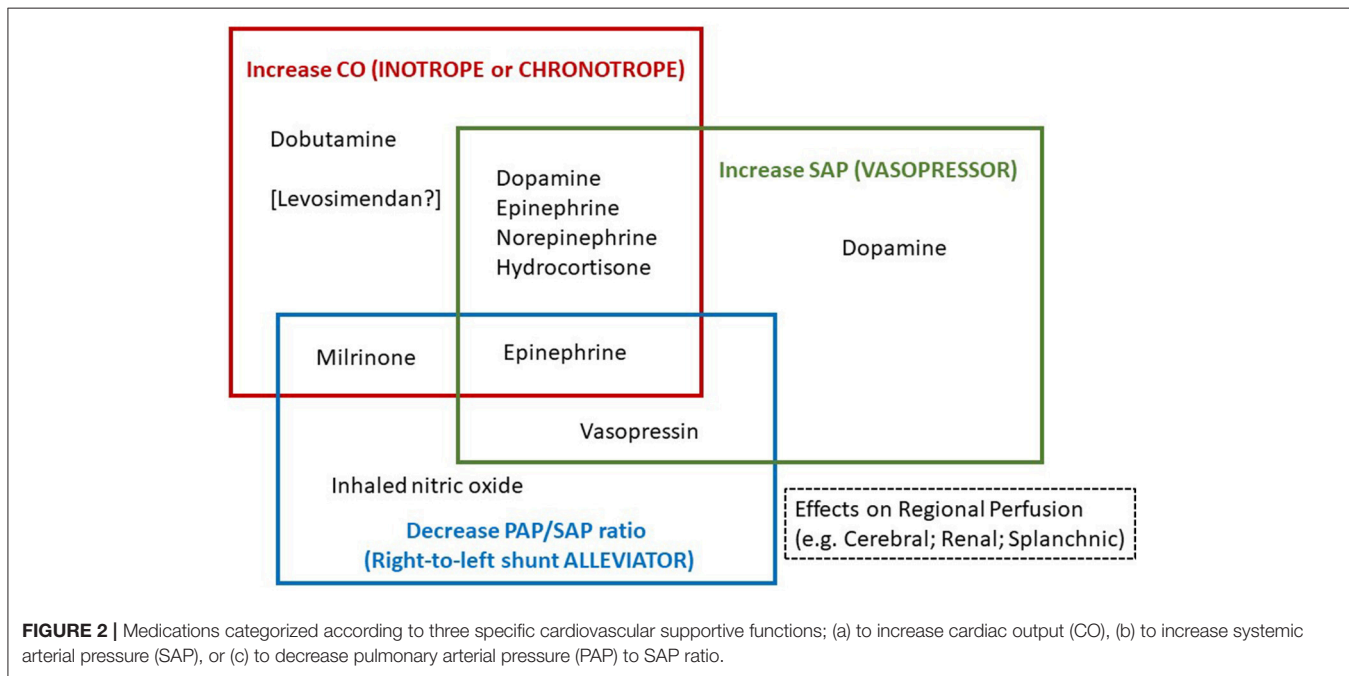 Increase CO (INOTROPE or CHRONOTROPE)
Dobutamine
[Levosimendan?]
Dopamine
Epinephrine
Norepinephrine
Hydrocortisone
Increase SAP (VASOPRESSOR)
Dopamine
Milrinone
Epinephrine
Vasopressin
Inhaled nitric oxide
Decrease PAP/SAP ratio
(Right-to-left shunt ALLEVIATOR)
Effects on Regional Perfusion
(e.g. Cerebral; Renal; Splanchnic)
FIGURE 2 | Medications categorized according to three specific cardiovascular supportive functions; (a) to increase cardiac output (CO), (b) to increase systemic
arterial pressure (SAP), or (c) to decrease pulmonary arterial pressure (PAP) to SAP ratio.